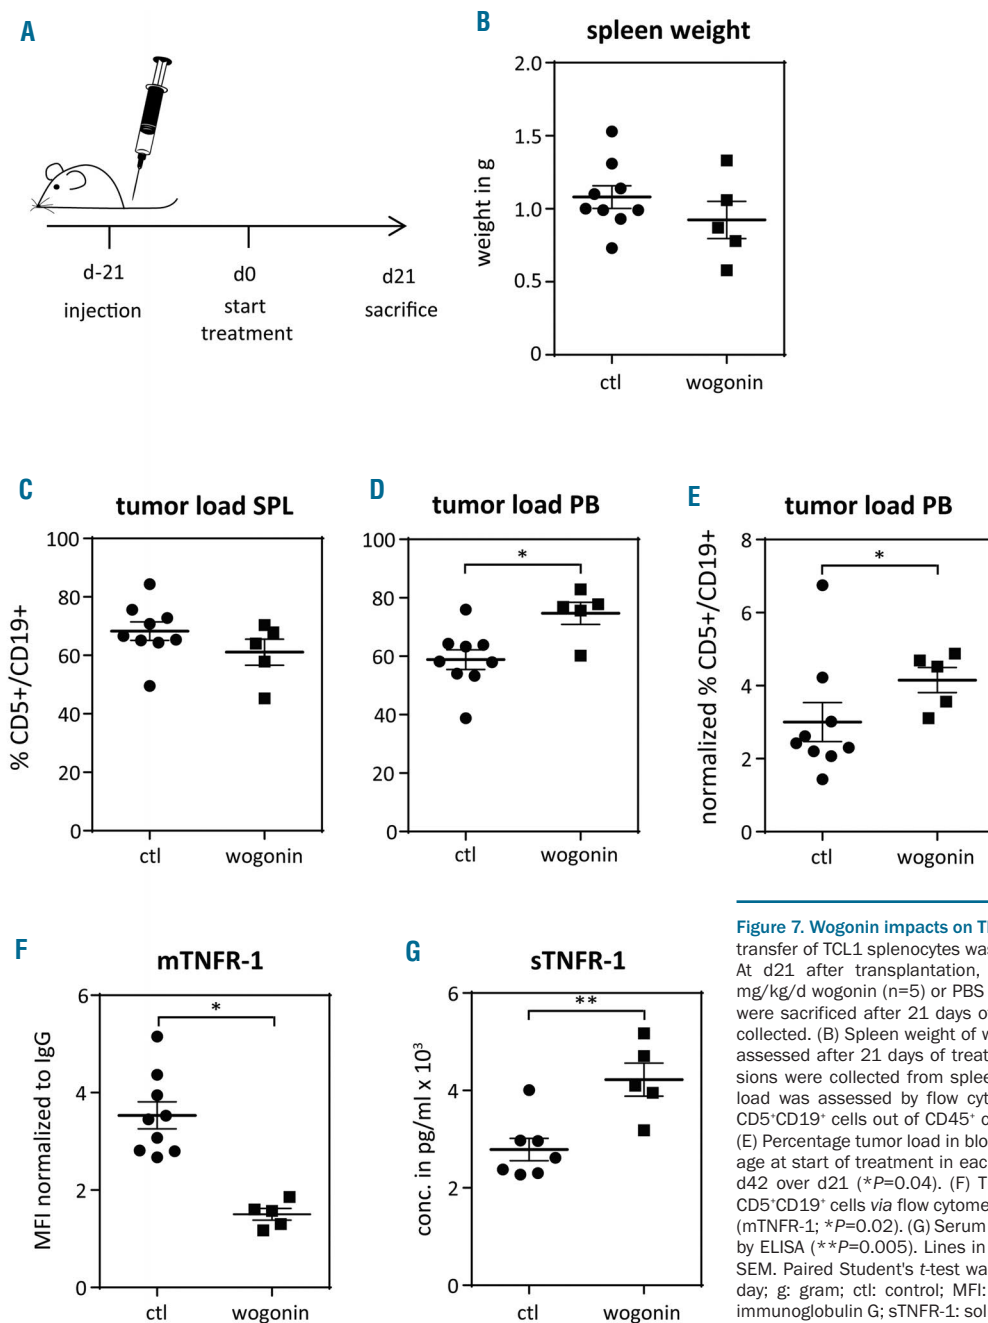 A
d-21
injection
d0
start
treatment
d21
sacrifice
B
spleen weight
weight in g
2.0
1.5
1.0
0.5
0
ctl
wogonin
C
tumor load SPL
% CD5+/CD19+
100
80
60
40
20
0
ctl
wogonin
D
tumor load PB
100
80
60
40
20
0
*
ctl
wogonin
E
tumor load PB
normalized % CD5+/CD19+
8
6
4
2
0
*
ctl
wogonin
F
mTNFR-1
MFI normalized to IgG
6
4
2
0
*
ctl
wogonin
G
sTNFR-1
conc. in pg/ml x 10³
6
4
2
0
**
ctl
wogonin
Figure 7. Wogonin impacts on
transfer of TCL1 splenocytes was
At d21 after transplantation,
mg/kg/d wogonin (n=5) or PBS
were sacrificed after 21 days of
collected. (B) Spleen weight of
assessed after 21 days of
sions were collected from
load was assessed by flow
CD5⁺CD19⁺ cells out of CD45⁺
(E) Percentage tumor load in
age at start of treatment in each
d42 over d21 (*P=0.04). (F)
CD5⁺CD19⁺ cells via flow
(mTNFR-1; *P=0.02). (G) Serum
by ELISA (**P=0.005). Lines in
SEM. Paired Student's t-test
day; g: gram; ctl: control; MFI:
immunoglobulin G; sTNFR-1: